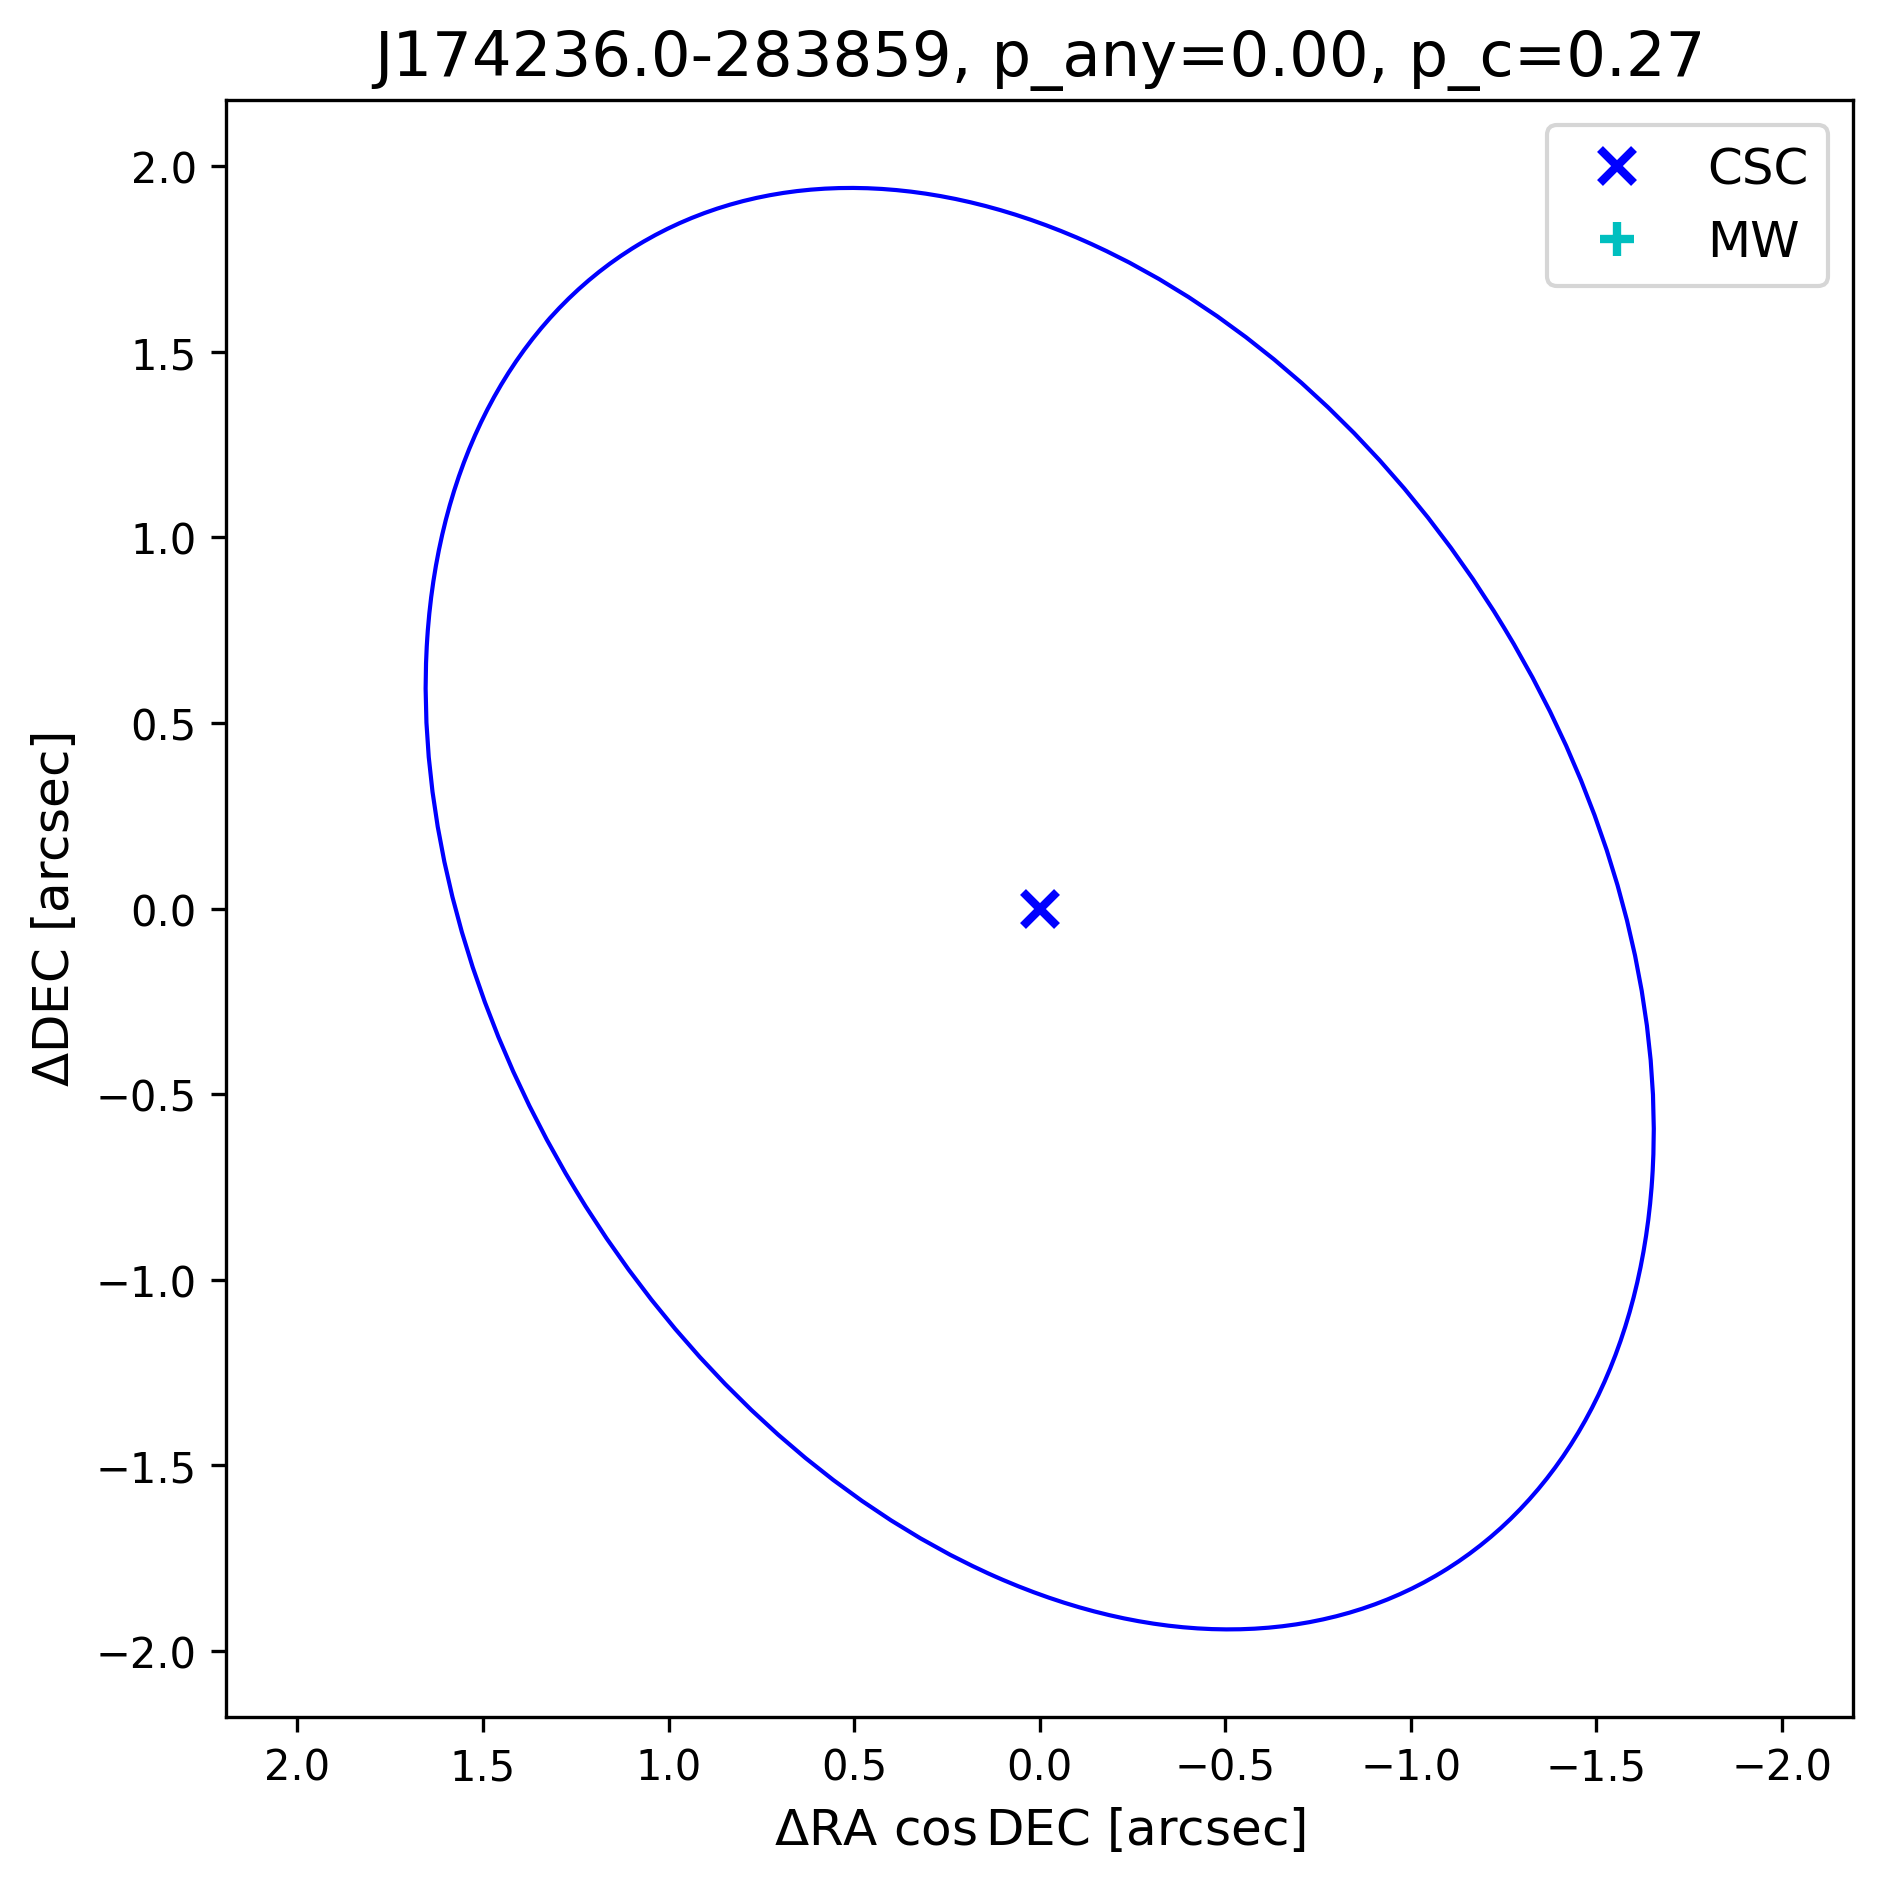 J174236.0-283859, p_any=0.00, p_c=0.27
CSC
MW
2.0
1.5
1.0
0.5
0.0
−0.5
−1.0
−1.5
−2.0
ΔDEC [arcsec]
2.0 1.5 1.0 0.5 0.0 −0.5 −1.0 −1.5 −2.0
ΔRA cos DEC [arcsec]